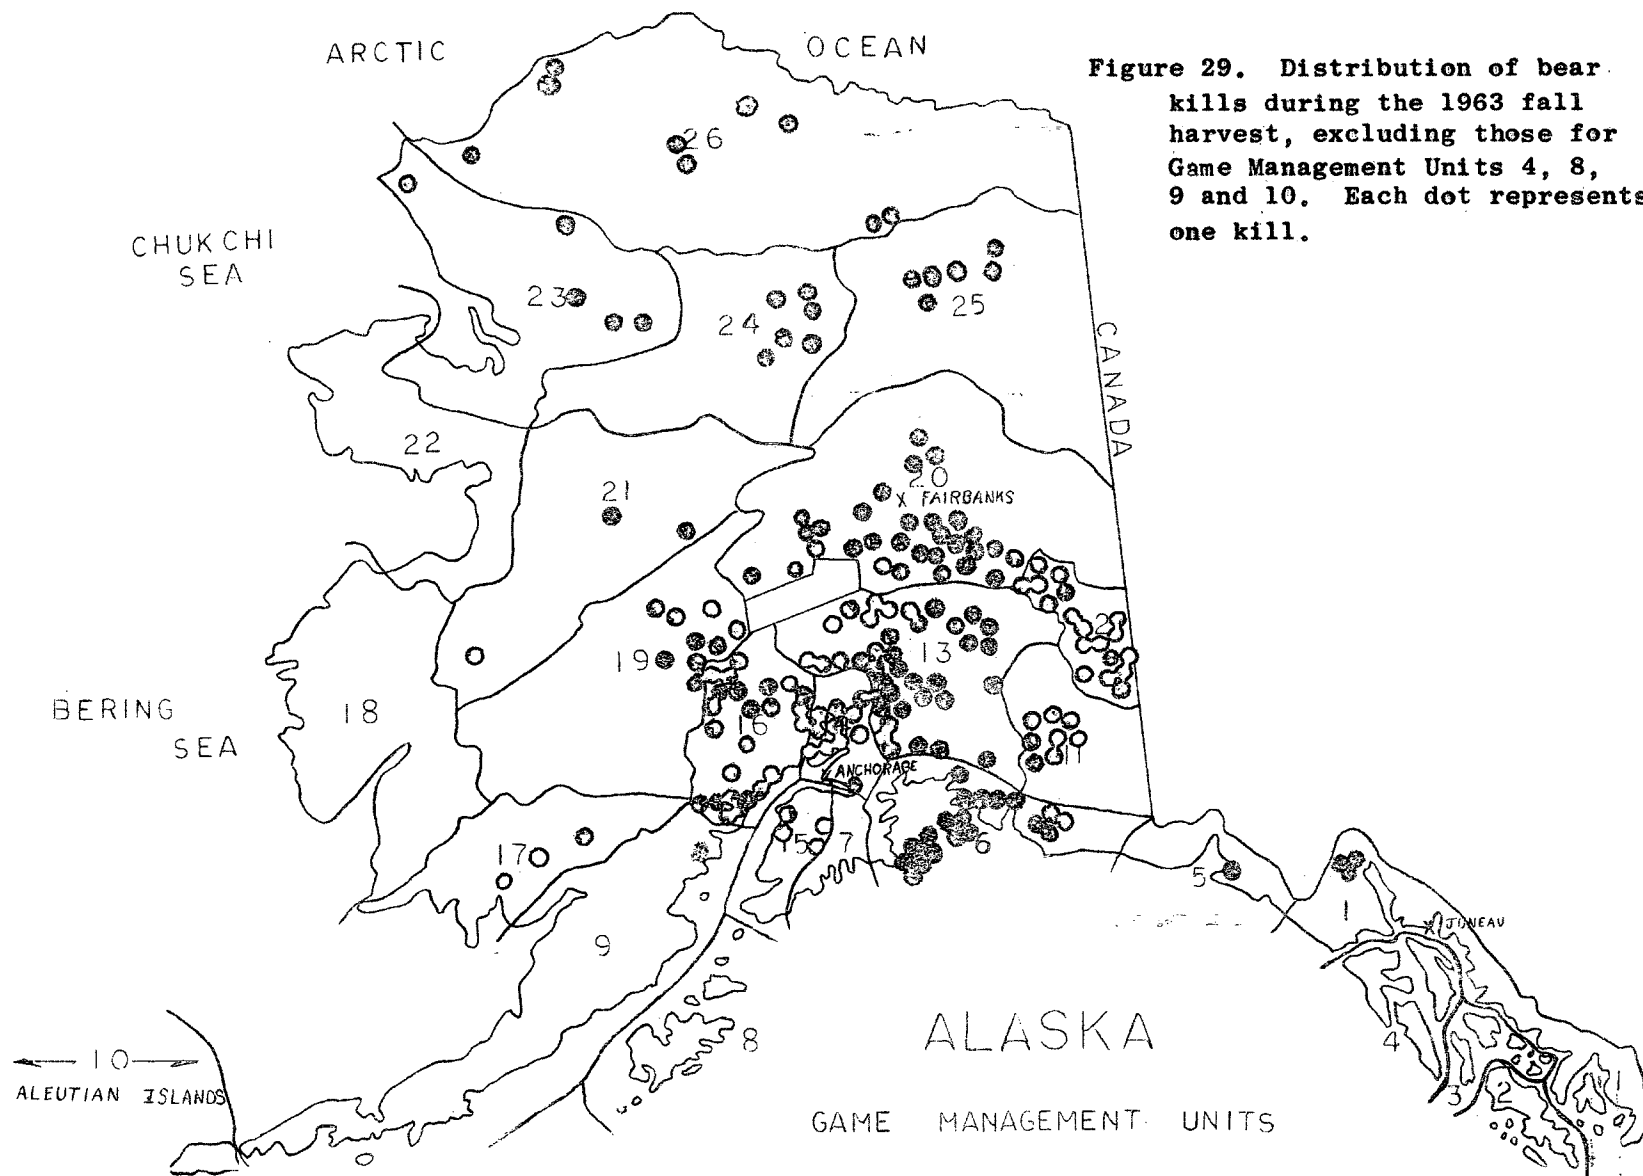 ARCTIC OCEAN
Figure 29. Distribution of bear
kills during the 1963 fall
harvest, excluding those for
Game Management Units 4, 8,
9 and 10. Each dot represents
one kill.
26
CHUKCHI
SEA
23
24
25
CANADA
22
21
20
X FAIRBANKS
19
13
BERING
SEA
18
16
11
ANCHORAGE
17
15
7
6
5
1
X JUNEAU
9
8
4
3
2
10
ALEUTIAN ISLANDS
ALASKA
GAME MANAGEMENT UNITS